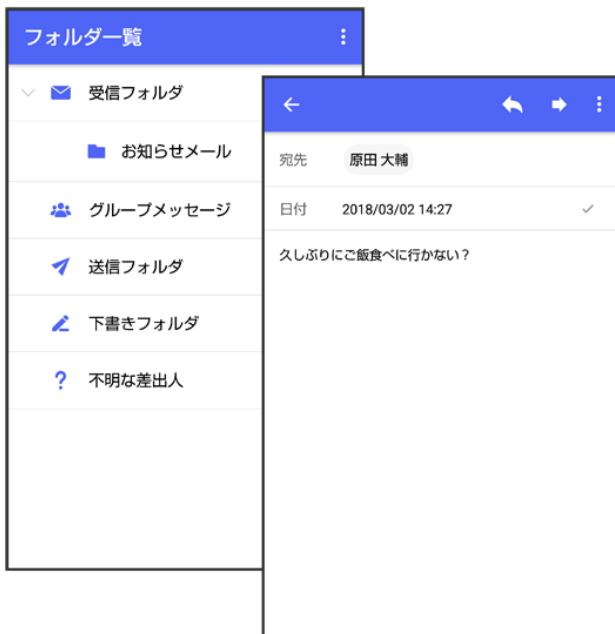 フォルダ一覧
受信フォルダ
お知らせメール
グループメッセージ
送信フォルダ
下書きフォルダ
不明な差出人
宛先 原田 大輔
日付 2018/03/02 14:27
久しぶりにご飯食べに行かない？